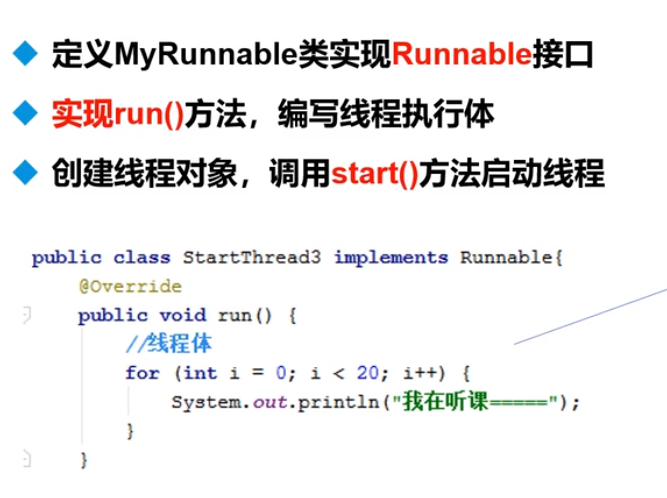 定义MyRunnable类实现Runnable接口
实现run()方法，编写线程执行体
创建线程对象，调用start()方法启动线程
public class StartThread3 implements Runnable{
@Override
public void run() {
//线程体
for (int i = 0; i < 20; i++) {
System.out.println("我在听课=====");
}
}